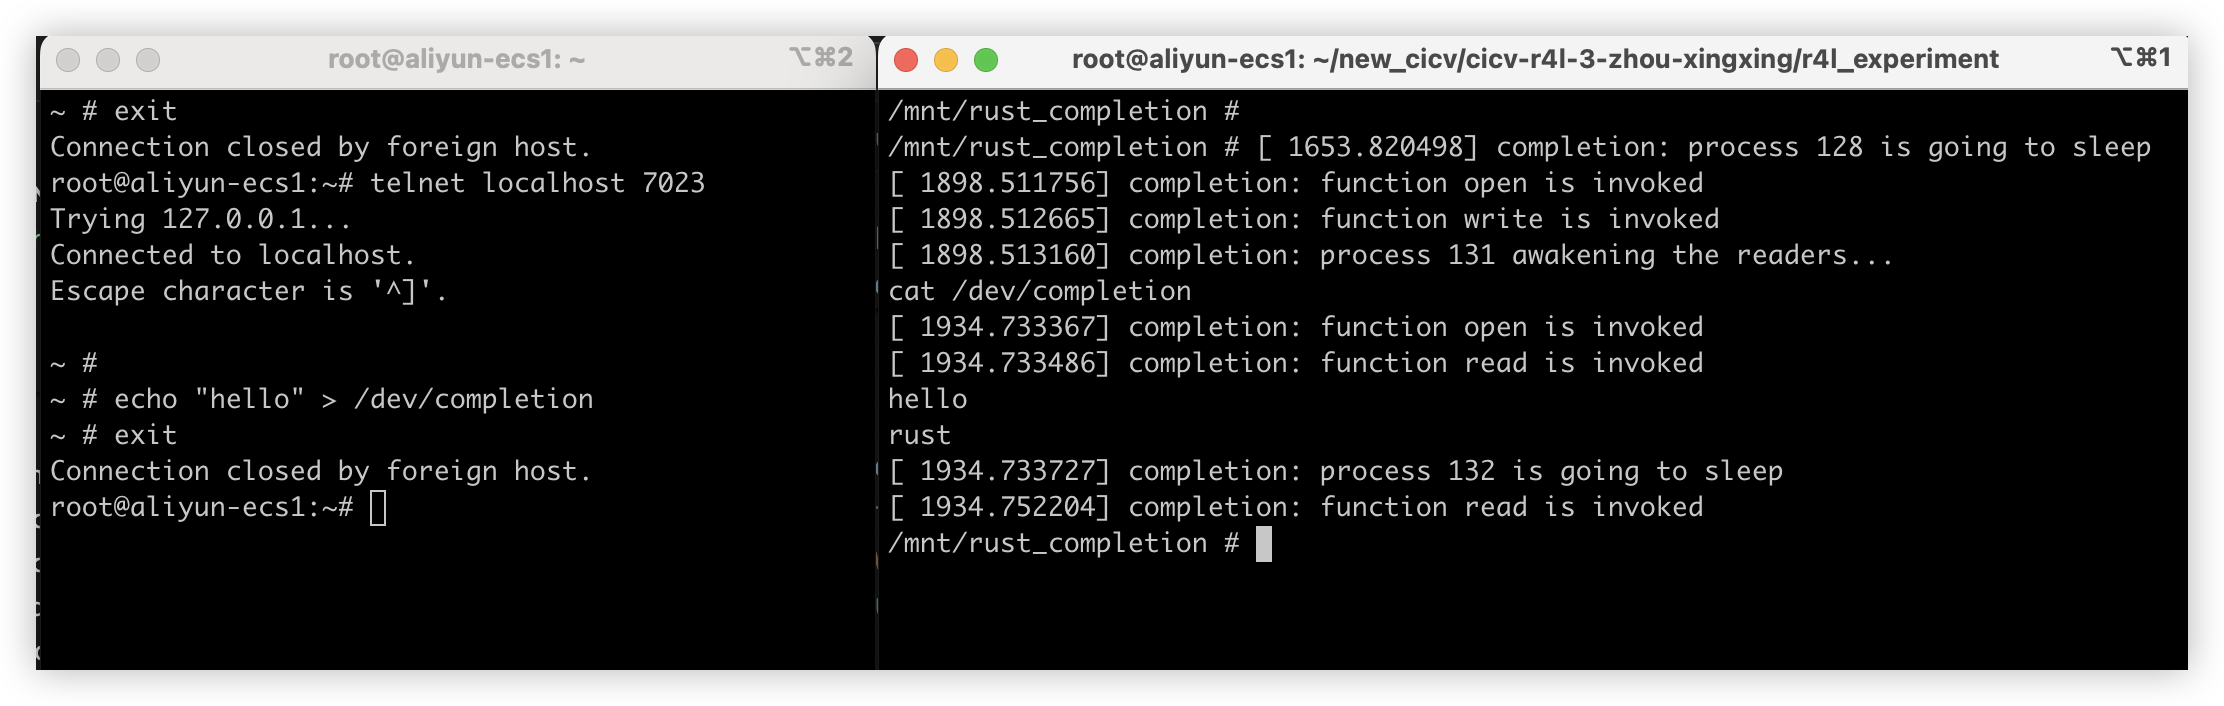 root@aliyun-ecs1: ~
⌥⌘2
~ # exit
Connection closed by foreign host.
root@aliyun-ecs1:~# telnet localhost 7023
Trying 127.0.0.1...
Connected to localhost.
Escape character is '^]'.
~ #
~ # echo "hello" > /dev/completion
~ # exit
Connection closed by foreign host.
root@aliyun-ecs1:~#
root@aliyun-ecs1: ~/new_cicv/cicv-r4l-3-zhou-xingxing/r4l_experiment
⌥⌘1
/mnt/rust_completion #
/mnt/rust_completion # [ 1653.820498] completion: process 128 is going to sleep
[ 1898.511756] completion: function open is invoked
[ 1898.512665] completion: function write is invoked
[ 1898.513160] completion: process 131 awakening the readers...
cat /dev/completion
[ 1934.733367] completion: function open is invoked
[ 1934.733486] completion: function read is invoked
hello
rust
[ 1934.733727] completion: process 132 is going to sleep
[ 1934.752204] completion: function read is invoked
/mnt/rust_completion #